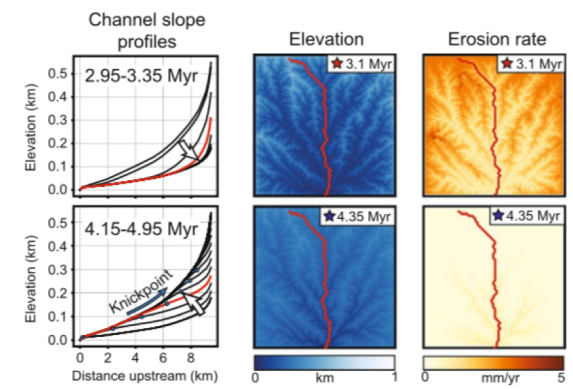 Channel slope
profiles
Elevation
Erosion rate
Elevation (km)
0.5
0.4
0.3
0.2
0.1
0.0
2.95-3.35 Myr
★3.1 Myr
★3.1 Myr
Elevation (km)
0.5
0.4
0.3
0.2
0.1
0.0
4.15-4.95 Myr
Knickpoint
★4.35 Myr
★4.35 Myr
0 2 4 6 8
Distance upstream (km)
0 km 1
0 mm/yr 5